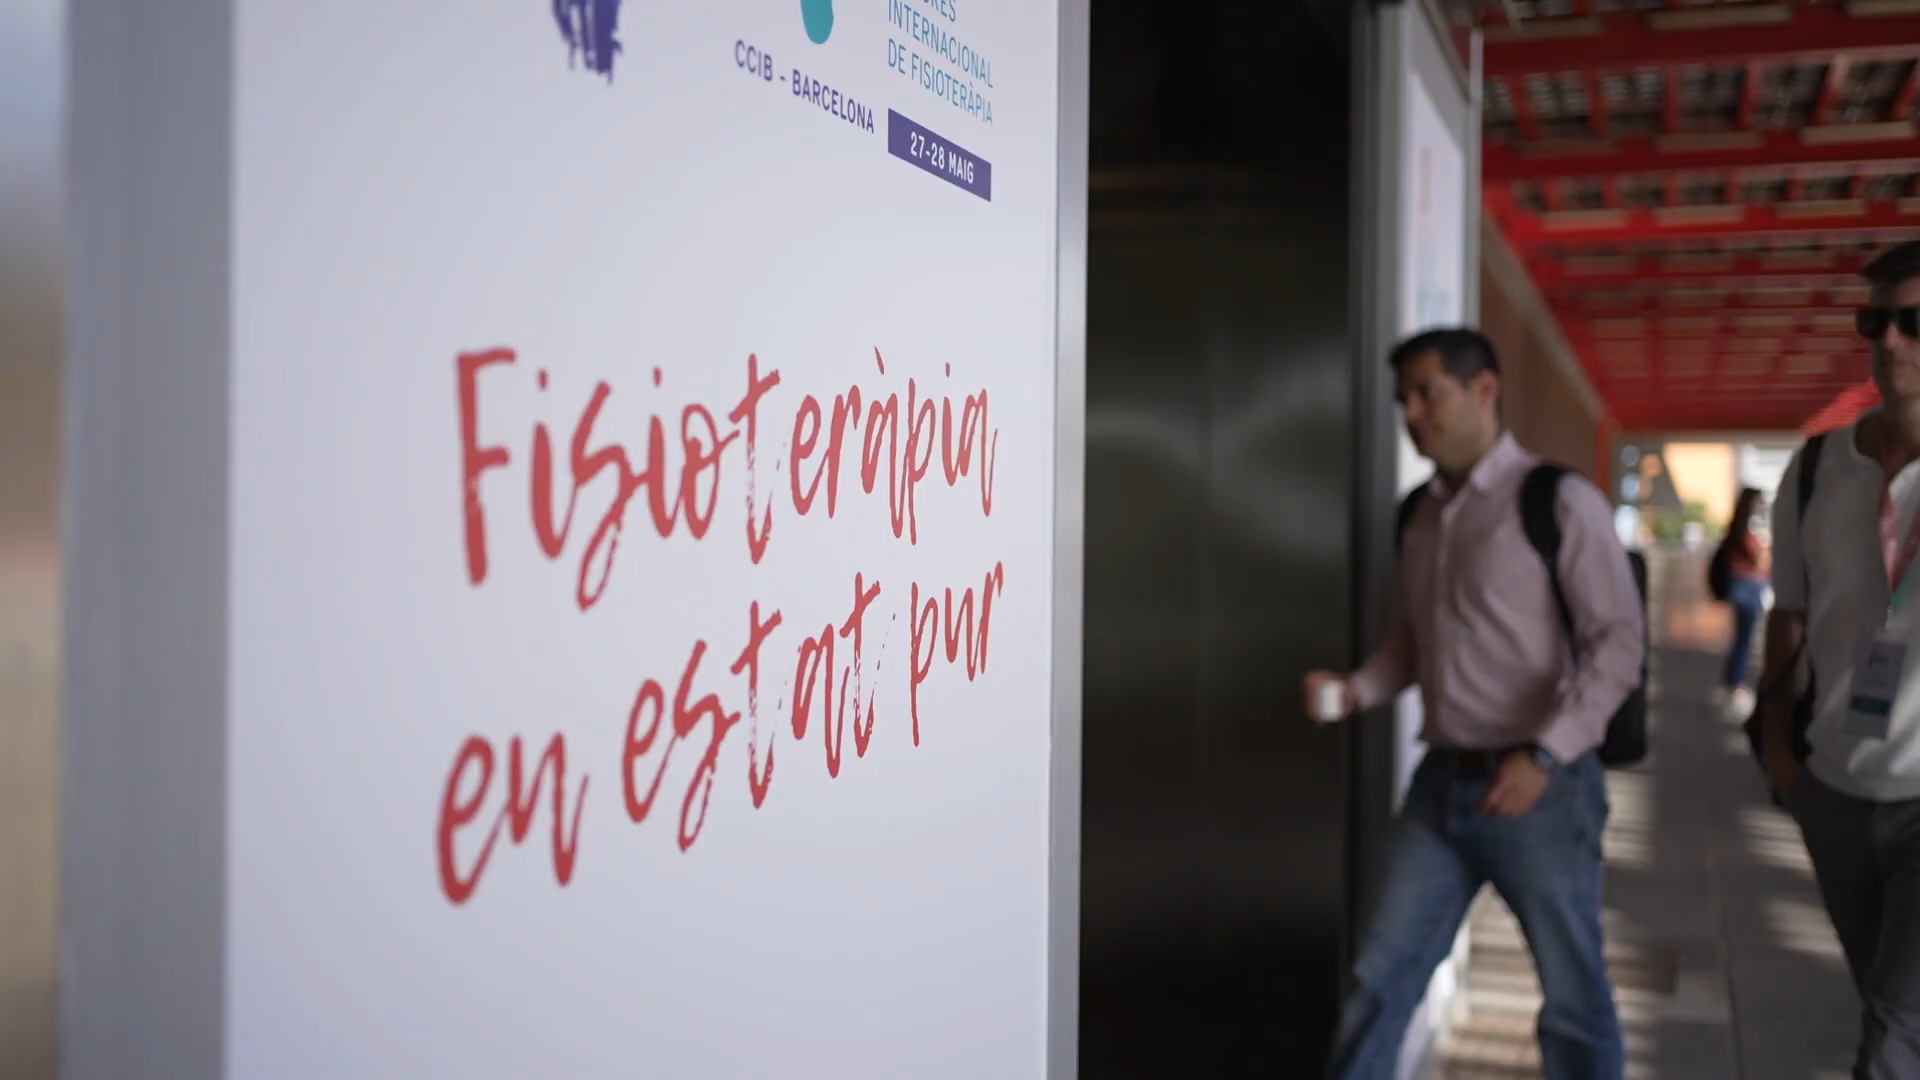 CCIB - BARCELONA
INTERNACIONAL
DE FISIOTERÀPIA
27-28 MAIG
Fisioteràpia
en estat pur